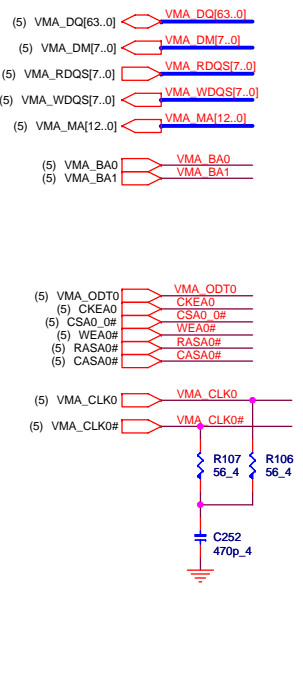 (5) VMA_DQ[63..0] VMA_DQ[63..0]
(5) VMA_DM[7..0] VMA_DM[7..0]
(5) VMA_RDQS[7..0] VMA_RDQS[7..0]
(5) VMA_WDQS[7..0] VMA_WDQS[7..0]
(5) VMA_MA[12..0] VMA_MA[12..0]
(5) VMA_BA0 VMA_BA0
(5) VMA_BA1 VMA_BA1
(5) VMA_ODT0 VMA_ODT0
(5) CKEA0 CKEA0
(5) CSA0_0# CSA0_0#
(5) WEA0# WEA0#
(5) RASA0# RASA0#
(5) CASA0# CASA0#
(5) VMA_CLK0 VMA_CLK0
(5) VMA_CLK0# VMA_CLK0#
R107 R106
56_4 56_4
C252
470p_4